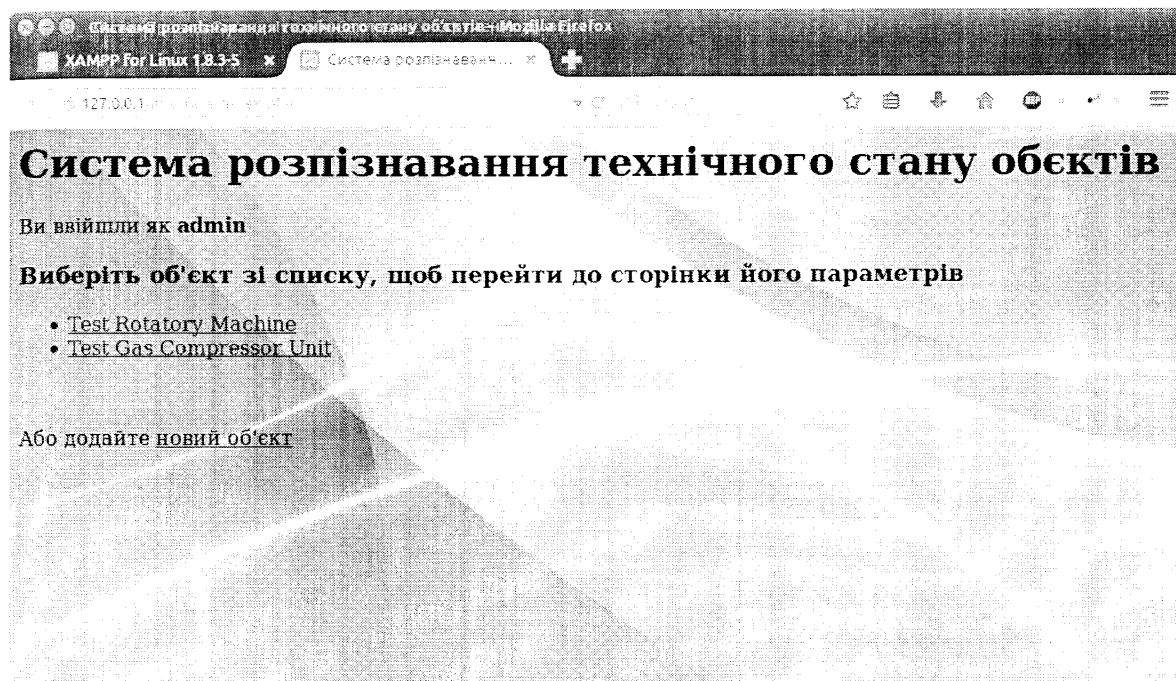 Система розпізнавання технічного стану об'єктів - Mozilla Firefox
XAMPP for Linux 1.8.3-5 Система розпізнаванн...
127.0.0.1
Система розпізнавання технічного стану обєктів
Ви ввійшли як admin
Виберіть об'єкт зі списку, щоб перейти до сторінки його параметрів
Test Rotatory Machine
Test Gas Compressor Unit
Або додайте новий об'єкт